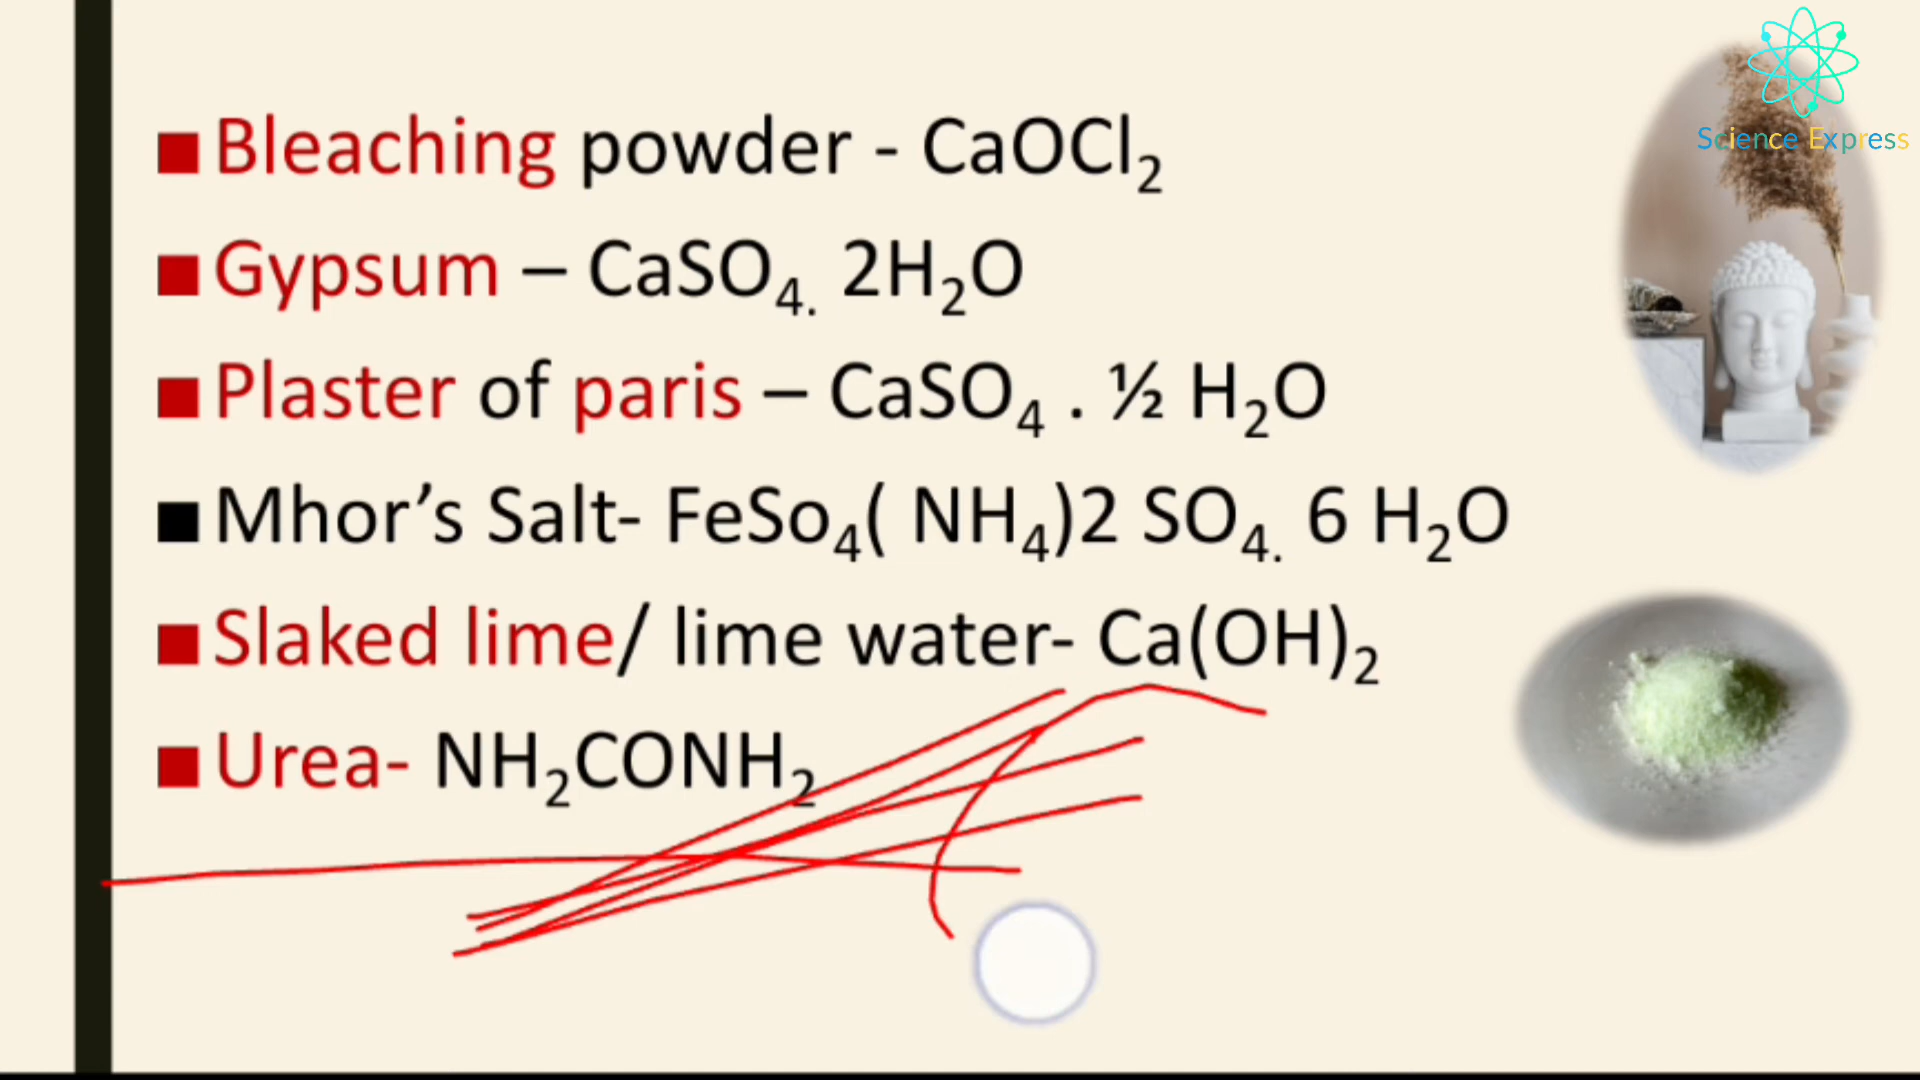 Science Express
Bleaching powder - CaOCl₂
Gypsum – CaSO₄. 2H₂O
Plaster of paris – CaSO₄ . ½ H₂O
Mhor’s Salt- FeSo₄( NH₄)2 SO₄. 6 H₂O
Slaked lime/ lime water- Ca(OH)₂
Urea- NH₂CONH₂